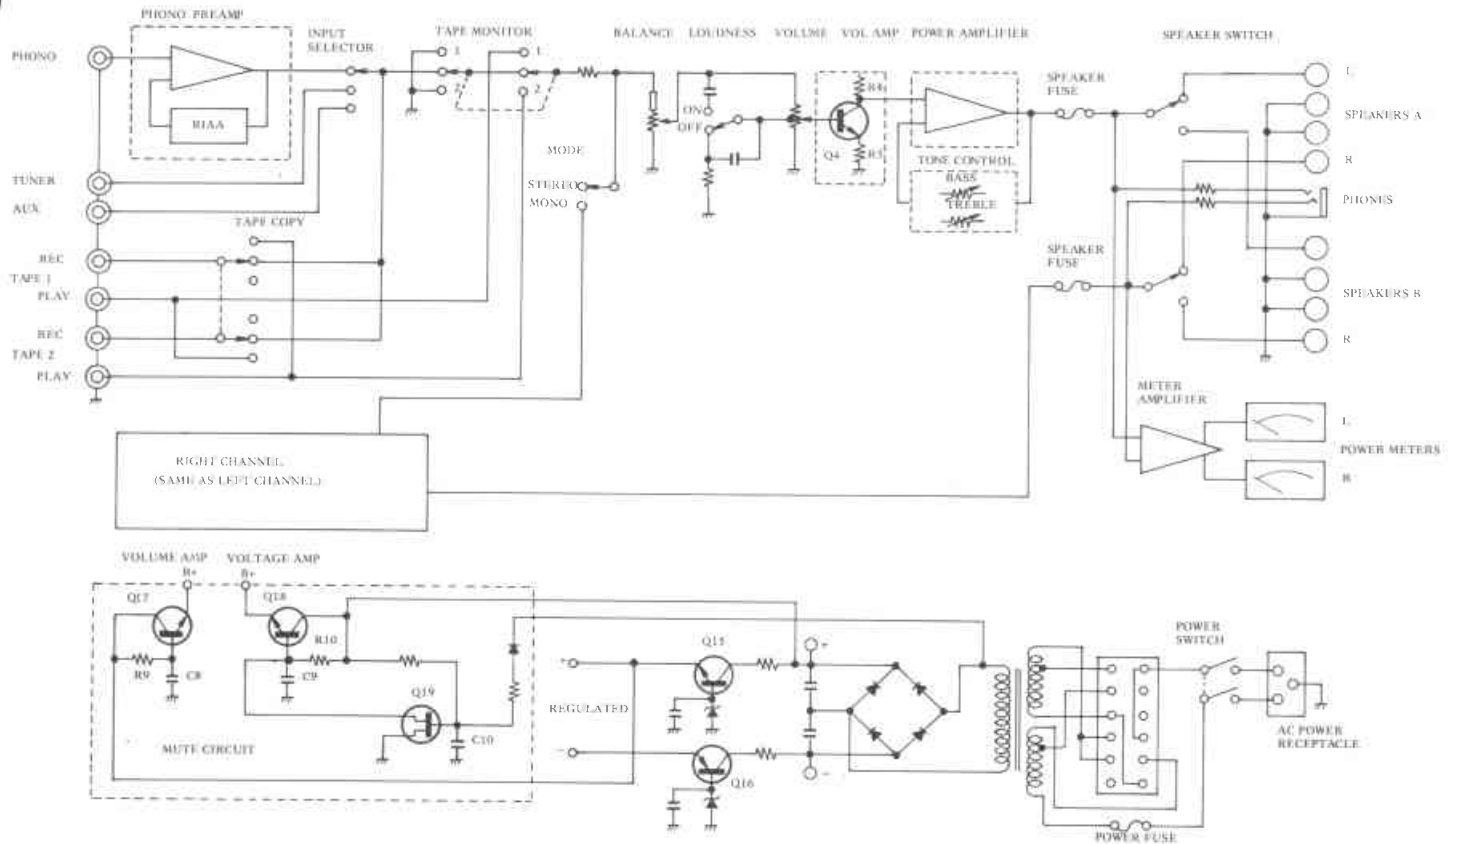 PHONO PREAMP
INPUT
SELECTOR
TAPE MONITOR
BALANCE
LOUDNESS
VOLUME
VOL AMP
POWER AMPLIFIER
SPEAKER SWITCH
PHONO
1
1
2
2
RIAA
ON
OFF
R4
Q4
R3
SPEAKER
FUSE
L
SPEAKERS A
R
PHONES
TONE CONTROL
BASS
TREBLE
MODE
STEREO
MONO
TUNER
AUX
TAPE COPY
REC
TAPE 1
PLAY
REC
TAPE 2
PLAY
SPEAKER
FUSE
SPEAKERS B
R
METER
AMPLIFIER
L
POWER METERS
R
RIGHT CHANNEL
(SAME AS LEFT CHANNEL)
VOLUME AMP
B+
VOLTAGE AMP
B+
Q17
Q18
R10
R9
C8
C9
Q19
C10
MUTE CIRCUIT
+
REGULATED
-
Q15
Q16
+
-
POWER
SWITCH
AC POWER
RECEPTACLE
POWER FUSE